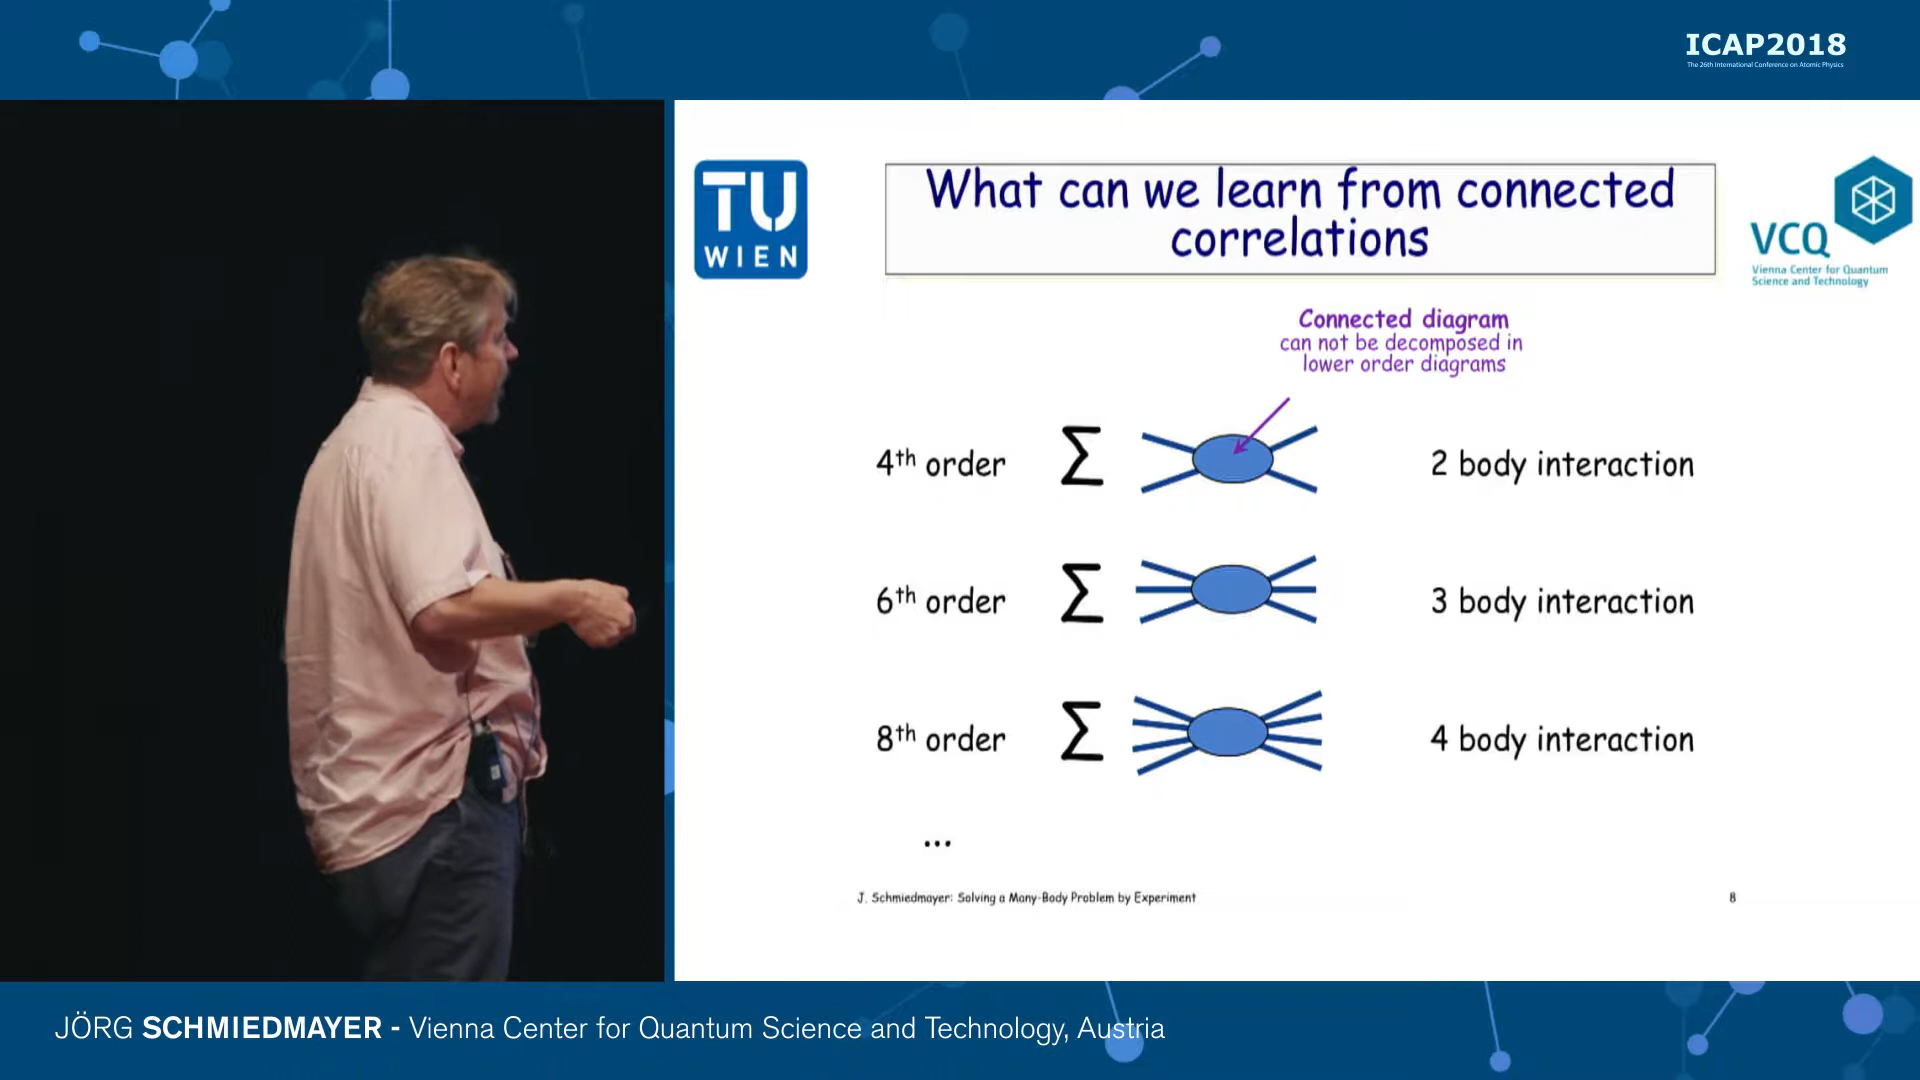 ICAP2018
The 26th International Conference on Atomic Physics
TU
WIEN
What can we learn from connected
correlations
VCQ
Vienna Center for Quantum
Science and Technology
Connected diagram
can not be decomposed in
lower order diagrams
4th order Σ 2 body interaction
6th order Σ 3 body interaction
8th order Σ 4 body interaction
...
J. Schmiedmayer: Solving a Many-Body Problem by Experiment 8
JÖRG SCHMIEDMAYER - Vienna Center for Quantum Science and Technology, Austria